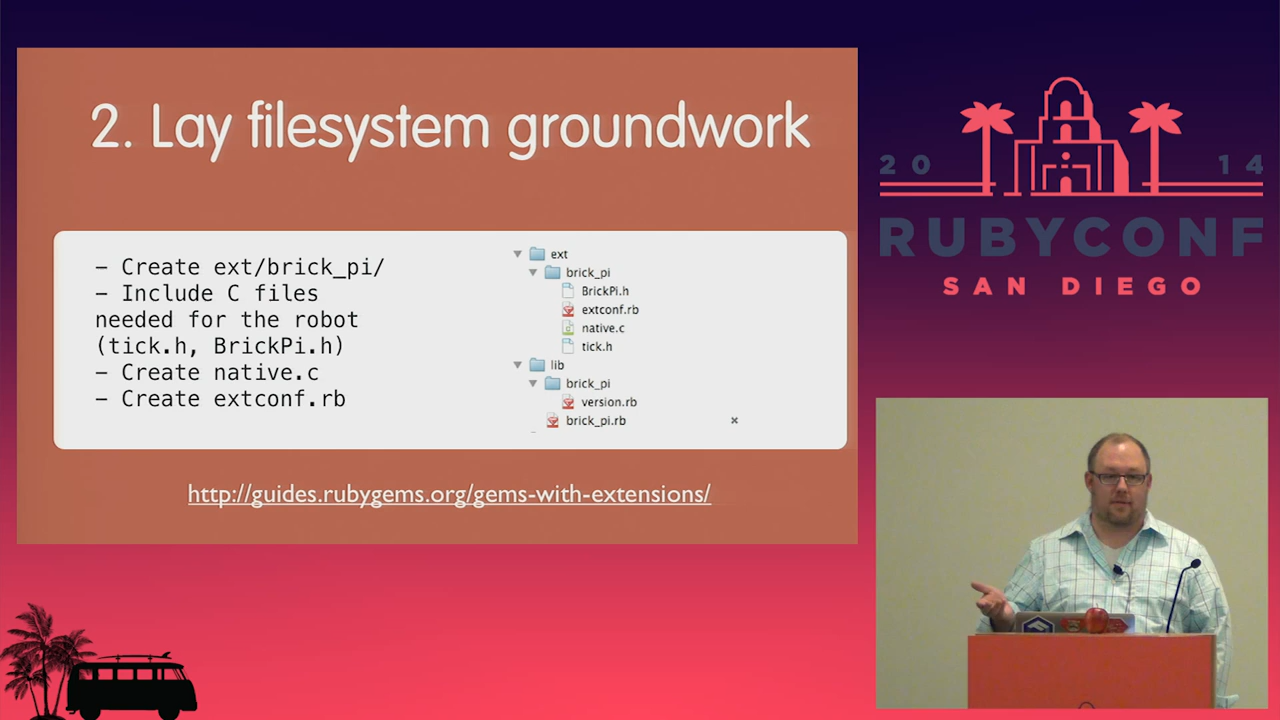 2. Lay filesystem groundwork
– Create ext/brick_pi/
– Include C files
needed for the robot
(tick.h, BrickPi.h)
– Create native.c
– Create extconf.rb
ext
brick_pi
BrickPi.h
extconf.rb
native.c
tick.h
lib
brick_pi
version.rb
brick_pi.rb
http://guides.rubygems.org/gems-with-extensions/
20 14
RUBYCONF
SAN DIEGO